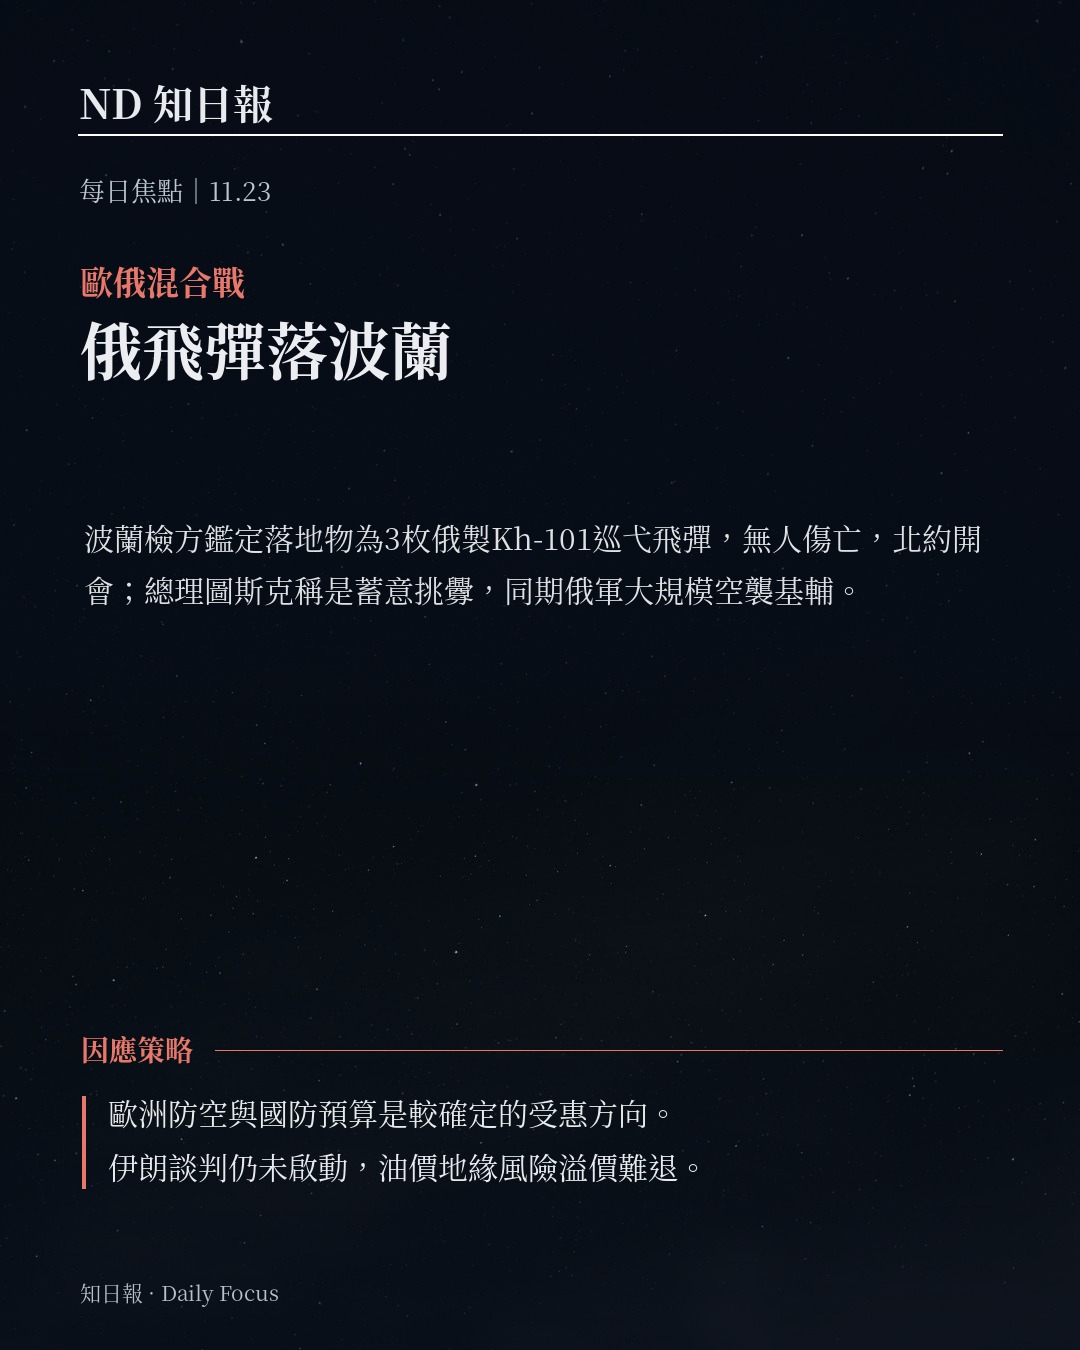 ND 知日報
每日焦點｜11.23
歐俄混合戰
俄飛彈落波蘭
波蘭檢方鑑定落地物為3枚俄製Kh-101巡弋飛彈，無人傷亡，北約開
會；總理圖斯克稱是蓄意挑釁，同期俄軍大規模空襲基輔。
因應策略
歐洲防空與國防預算是較確定的受惠方向。
伊朗談判仍未啟動，油價地緣風險溢價難退。
知日報 · Daily Focus